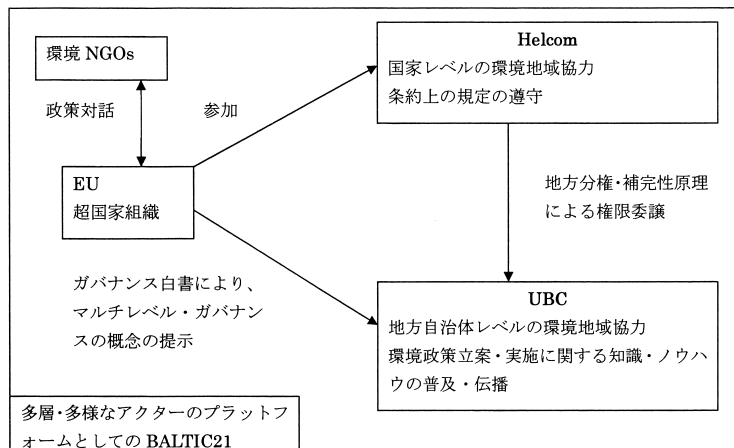 環境 NGOs
Helcom
国家レベルの環境地域協力
条約上の規定の遵守
政策対話
参加
EU
超国家組織
地方分権・補完性原理
による権限委譲
ガバナンス白書により、
マルチレベル・ガバナン
スの概念の提示
UBC
地方自治体レベルの環境地域協力
環境政策立案・実施に関する知識・ノウハ
ウの普及・伝播
多層・多様なアクターのプラットフ
ォームとしての BALTIC21